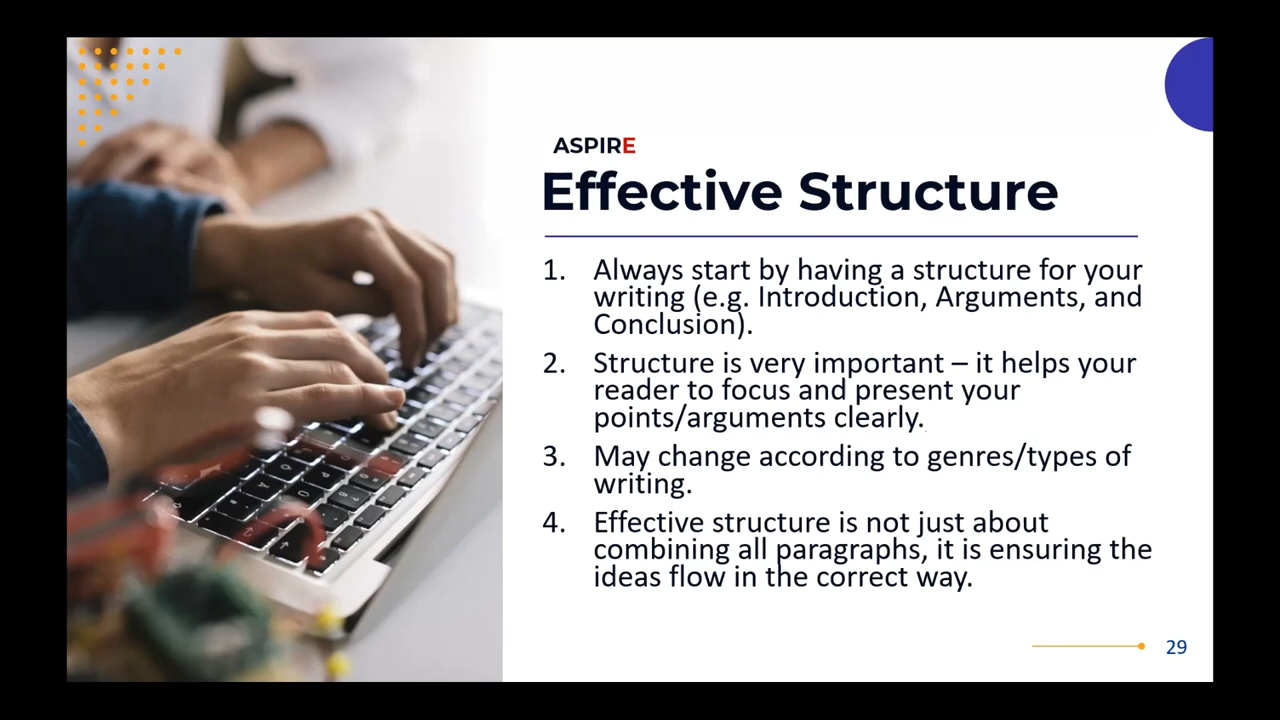 ASPIRE
Effective Structure
1. Always start by having a structure for your
writing (e.g. Introduction, Arguments, and
Conclusion).
2. Structure is very important – it helps your
reader to focus and present your
points/arguments clearly.
3. May change according to genres/types of
writing.
4. Effective structure is not just about
combining all paragraphs, it is ensuring the
ideas flow in the correct way.
29